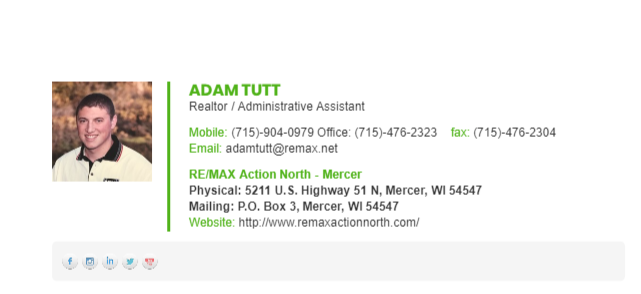 ADAM TUTT
Realtor / Administrative Assistant
Mobile: (715)-904-0979 Office: (715)-476-2323 fax: (715)-476-2304
Email: adamtutt@remax.net
RE/MAX Action North - Mercer
Physical: 5211 U.S. Highway 51 N, Mercer, WI 54547
Mailing: P.O. Box 3, Mercer, WI 54547
Website: http://www.remaxactionnorth.com/